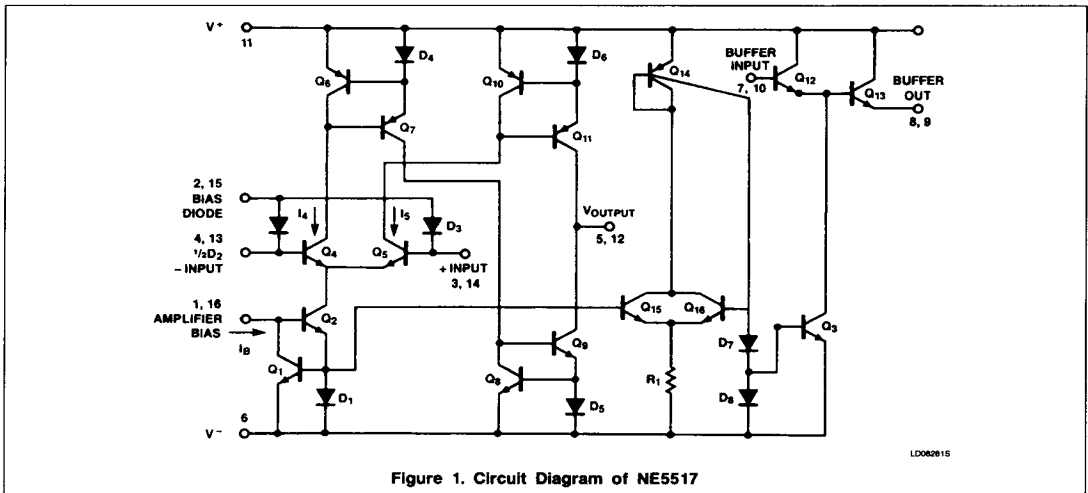 V+
11
D4
D6
Q6
Q10
Q14
BUFFER
INPUT
7, 10
Q12
Q13
BUFFER
OUT
8, 9
Q7
Q11
2, 15
BIAS
DIODE
I4
I5
D3
VOUTPUT
5, 12
4, 13
½D2
– INPUT
Q4
Q5
+ INPUT
3, 14
1, 16
AMPLIFIER
BIAS
IB
Q2
Q15
Q16
Q3
D7
Q1
D1
Q9
Q8
D5
R1
D8
6
V–
LD08281S
Figure 1. Circuit Diagram of NE5517